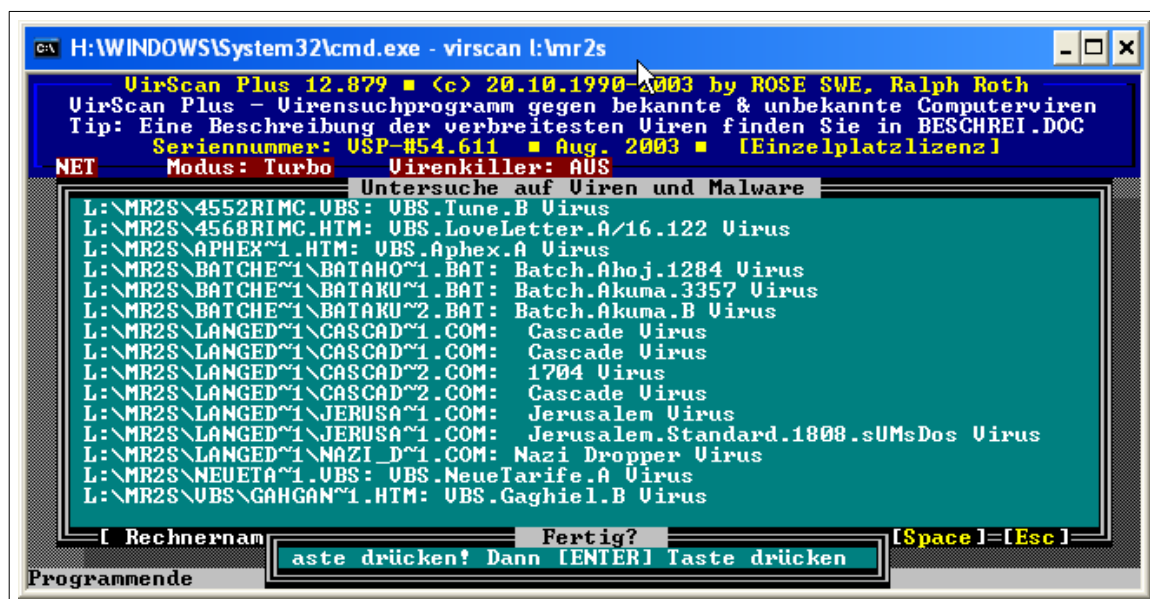 H:\WINDOWS\System32\cmd.exe - virscan l:\mr2s
VirScan Plus 12.879 ■ (c) 20.10.1990-2003 by ROSE SWE, Ralph Roth
VirScan Plus - Virensuchprogramm gegen bekannte & unbekannte Computerviren
Tip: Eine Beschreibung der verbreitesten Viren finden Sie in BESCHREI.DOC
Seriennummer: VSP-#54.611 ■ Aug. 2003 ■ [Einzelplatzlizenz]
NET Modus: Turbo Virenkiller: AUS
Untersuche auf Viren und Malware
L:\MR2S\4552RIMC.VBS: VBS.Tune.B Virus
L:\MR2S\4568RIMC.HTM: VBS.LoveLetter.A/16.122 Virus
L:\MR2S\APHEX~1.HTM: VBS.Aphex.A Virus
L:\MR2S\BATCHE~1\BATAHO~1.BAT: Batch.Ahoj.1284 Virus
L:\MR2S\BATCHE~1\BATAKU~1.BAT: Batch.Akuma.3357 Virus
L:\MR2S\BATCHE~1\BATAKU~2.BAT: Batch.Akuma.B Virus
L:\MR2S\LANGED~1\CASCAD~1.COM: Cascade Virus
L:\MR2S\LANGED~1\CASCAD~1.COM: Cascade Virus
L:\MR2S\LANGED~1\CASCAD~2.COM: 1704 Virus
L:\MR2S\LANGED~1\CASCAD~2.COM: Cascade Virus
L:\MR2S\LANGED~1\JERUSA~1.COM: Jerusalem Virus
L:\MR2S\LANGED~1\JERUSA~1.COM: Jerusalem.Standard.1808.sUMsDos Virus
L:\MR2S\LANGED~1\NAZI_D~1.COM: Nazi Dropper Virus
L:\MR2S\NEUETA~1.VBS: VBS.NeueTarife.A Virus
L:\MR2S\VBS\GAHGAN~1.HTM: VBS.Gaghiel.B Virus
[ Rechnernam
Fertig?
[Space]=[Esc]
aste drücken! Dann [ENTER] Taste drücken
Programmende